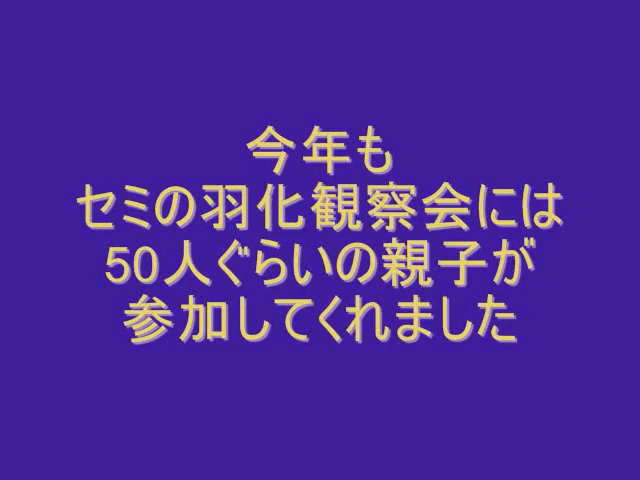 今年も
セミの羽化観察会には
50人ぐらいの親子が
参加してくれました